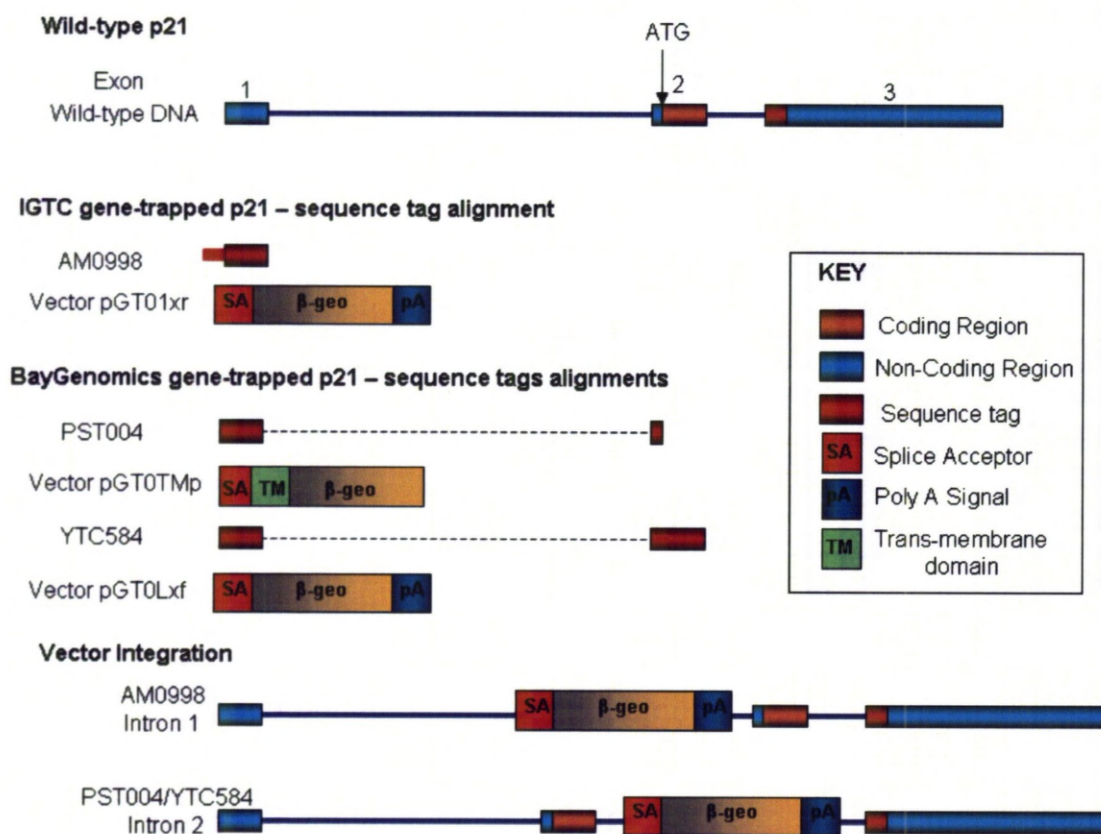 Wild-type p21
ATG
Exon 1 2 3
Wild-type DNA
IGTC gene-trapped p21 – sequence tag alignment
AM0998
Vector pGT01xr SA β-geo pA
BayGenomics gene-trapped p21 – sequence tags alignments
PST004
Vector pGT0TMp SA TM β-geo
YTC584
Vector pGT0Lxf SA β-geo pA
KEY
Coding Region
Non-Coding Region
Sequence tag
SA Splice Acceptor
pA Poly A Signal
TM Trans-membrane
domain
Vector Integration
AM0998
Intron 1 SA β-geo pA
PST004/YTC584
Intron 2 SA β-geo pA